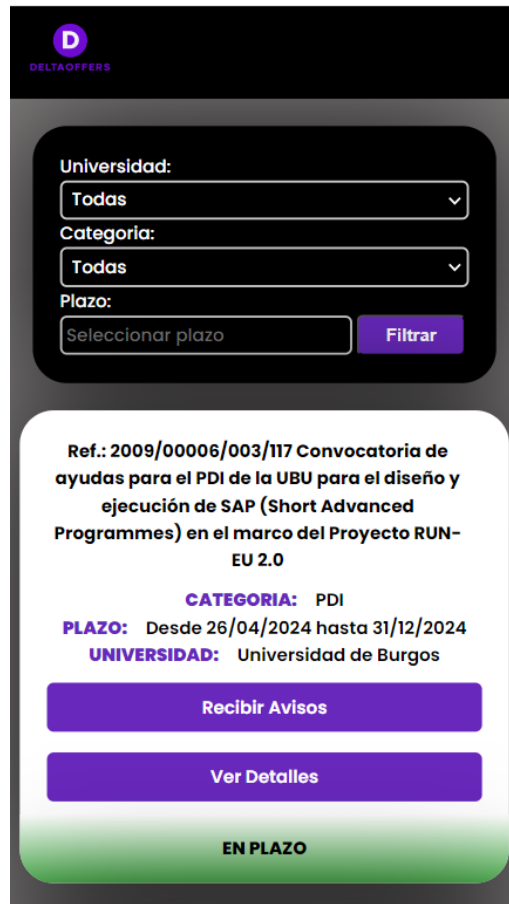 D
DELTAOFFERS
Universidad:
Todas
Categoria:
Todas
Plazo:
Seleccionar plazo
Filtrar
Ref.: 2009/00006/003/117 Convocatoria de
ayudas para el PDI de la UBU para el diseño y
ejecución de SAP (Short Advanced
Programmes) en el marco del Proyecto RUN-
EU 2.0
CATEGORIA: PDI
PLAZO: Desde 26/04/2024 hasta 31/12/2024
UNIVERSIDAD: Universidad de Burgos
Recibir Avisos
Ver Detalles
EN PLAZO